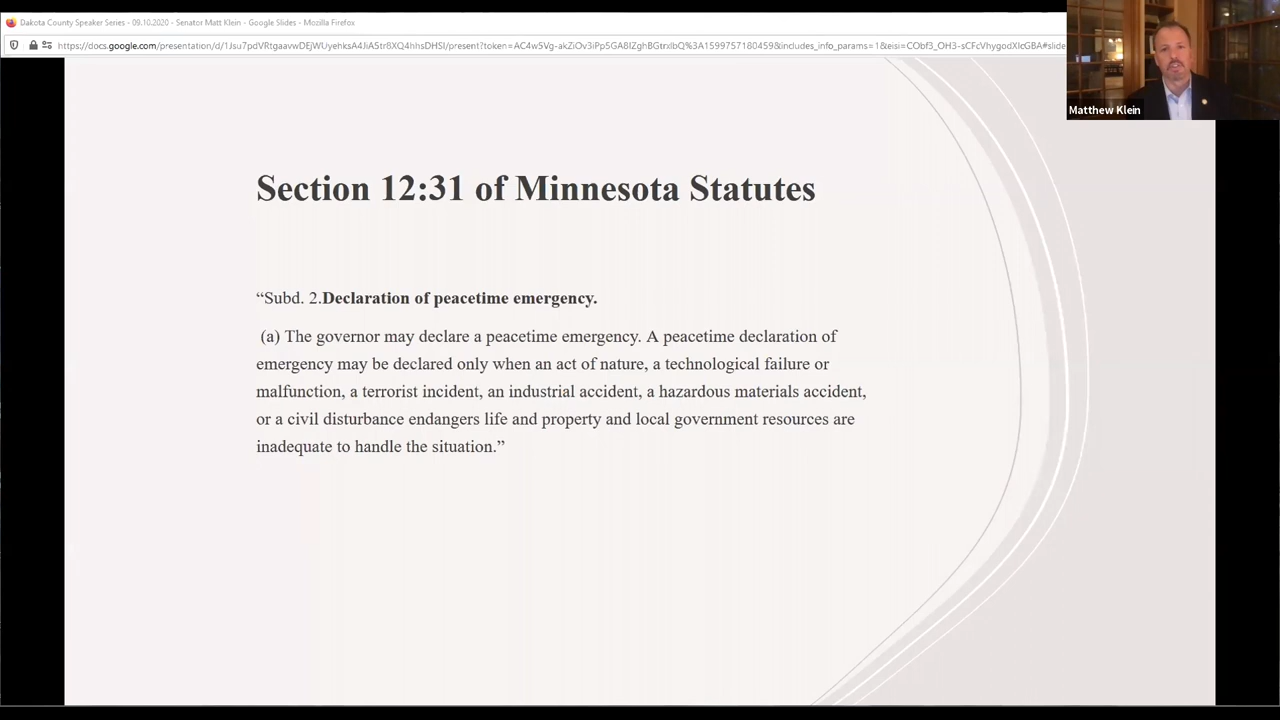 Dakota County Speaker Series - 09.10.2020 - Senator Matt Klein - Google Slides - Mozilla Firefox
Matthew Klein
Section 12:31 of Minnesota Statutes
“Subd. 2.Declaration of peacetime emergency.
(a) The governor may declare a peacetime emergency. A peacetime declaration of
emergency may be declared only when an act of nature, a technological failure or
malfunction, a terrorist incident, an industrial accident, a hazardous materials accident,
or a civil disturbance endangers life and property and local government resources are
inadequate to handle the situation.”